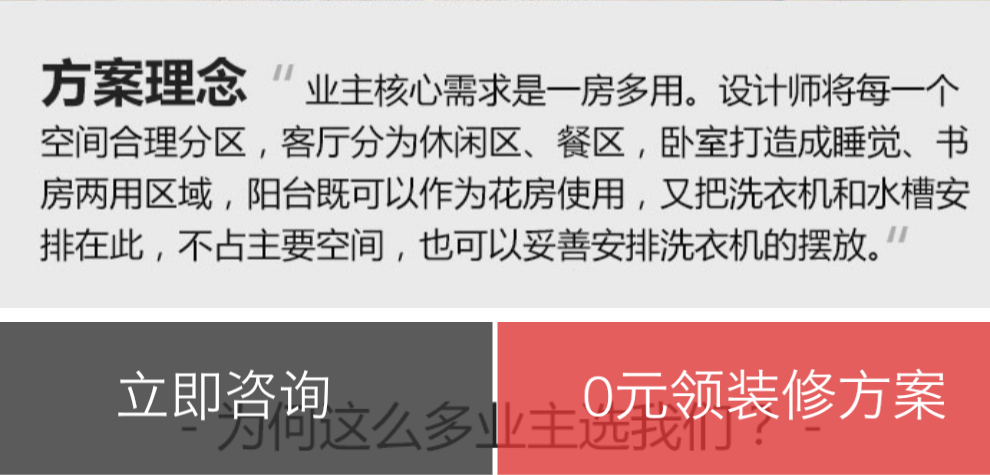 方案理念 “ 业主核心需求是一房多用。设计师将每一个
空间合理分区，客厅分为休闲区、餐区，卧室打造成睡觉、书
房两用区域，阳台既可以作为花房使用，又把洗衣机和水槽安
排在此，不占主要空间，也可以妥善安排洗衣机的摆放。”
立即咨询
0元领装修方案
- 为何这么多业主选我们？ -